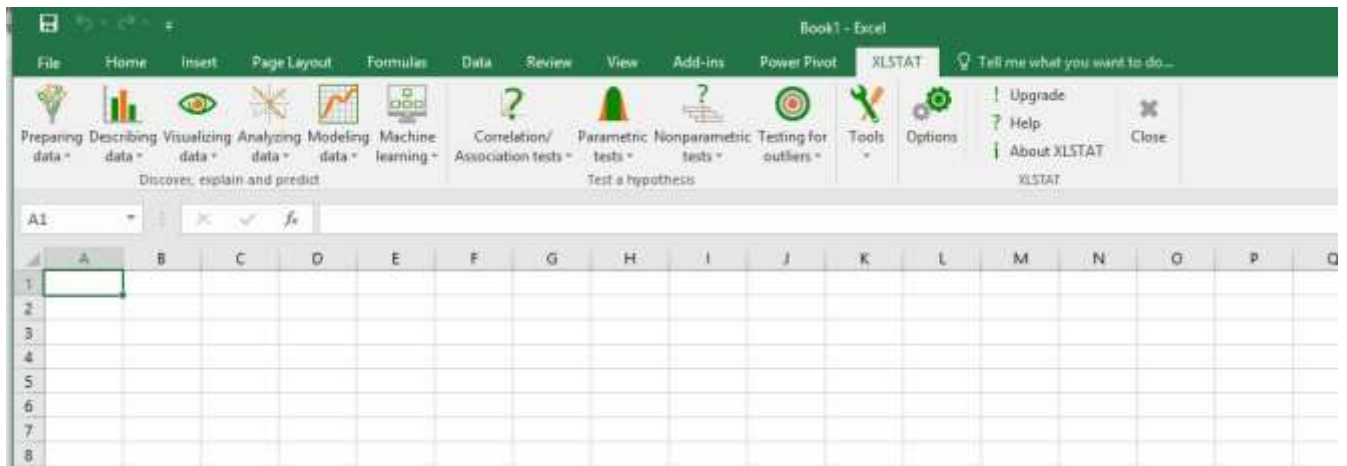 Book1 - Excel
File Home Insert Page Layout Formulas Data Review View Add-ins Power Pivot XLSTAT Tell me what you want to do...
Preparing data Describing data Visualizing data Analyzing data Modeling data Machine learning Correlation/ Association tests Parametric tests Nonparametric tests Testing for outliers Tools Options ! Upgrade ? Help i About XLSTAT Close
Discover, explain and predict Test a hypothesis XLSTAT
A1 fx
A B C D E F G H I J K L M N O P Q
1
2
3
4
5
6
7
8